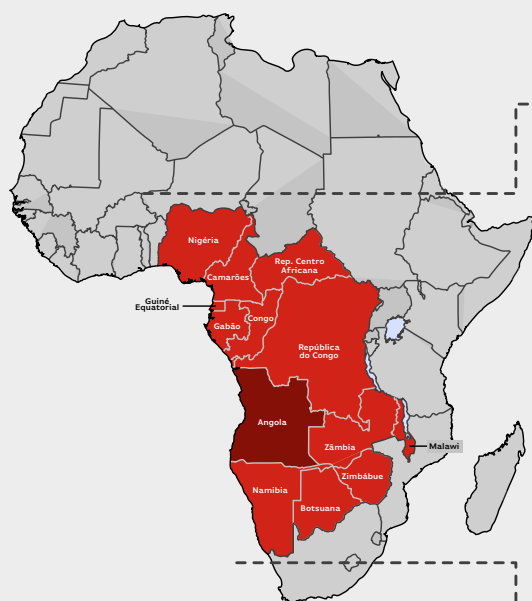 Nigéria
Rep. Centro
Africana
Camarões
Guiné
Equatorial
Congo
Gabão
República
do Congo
Angola
Zâmbia
Malawi
Zimbábue
Namíbia
Botsuana